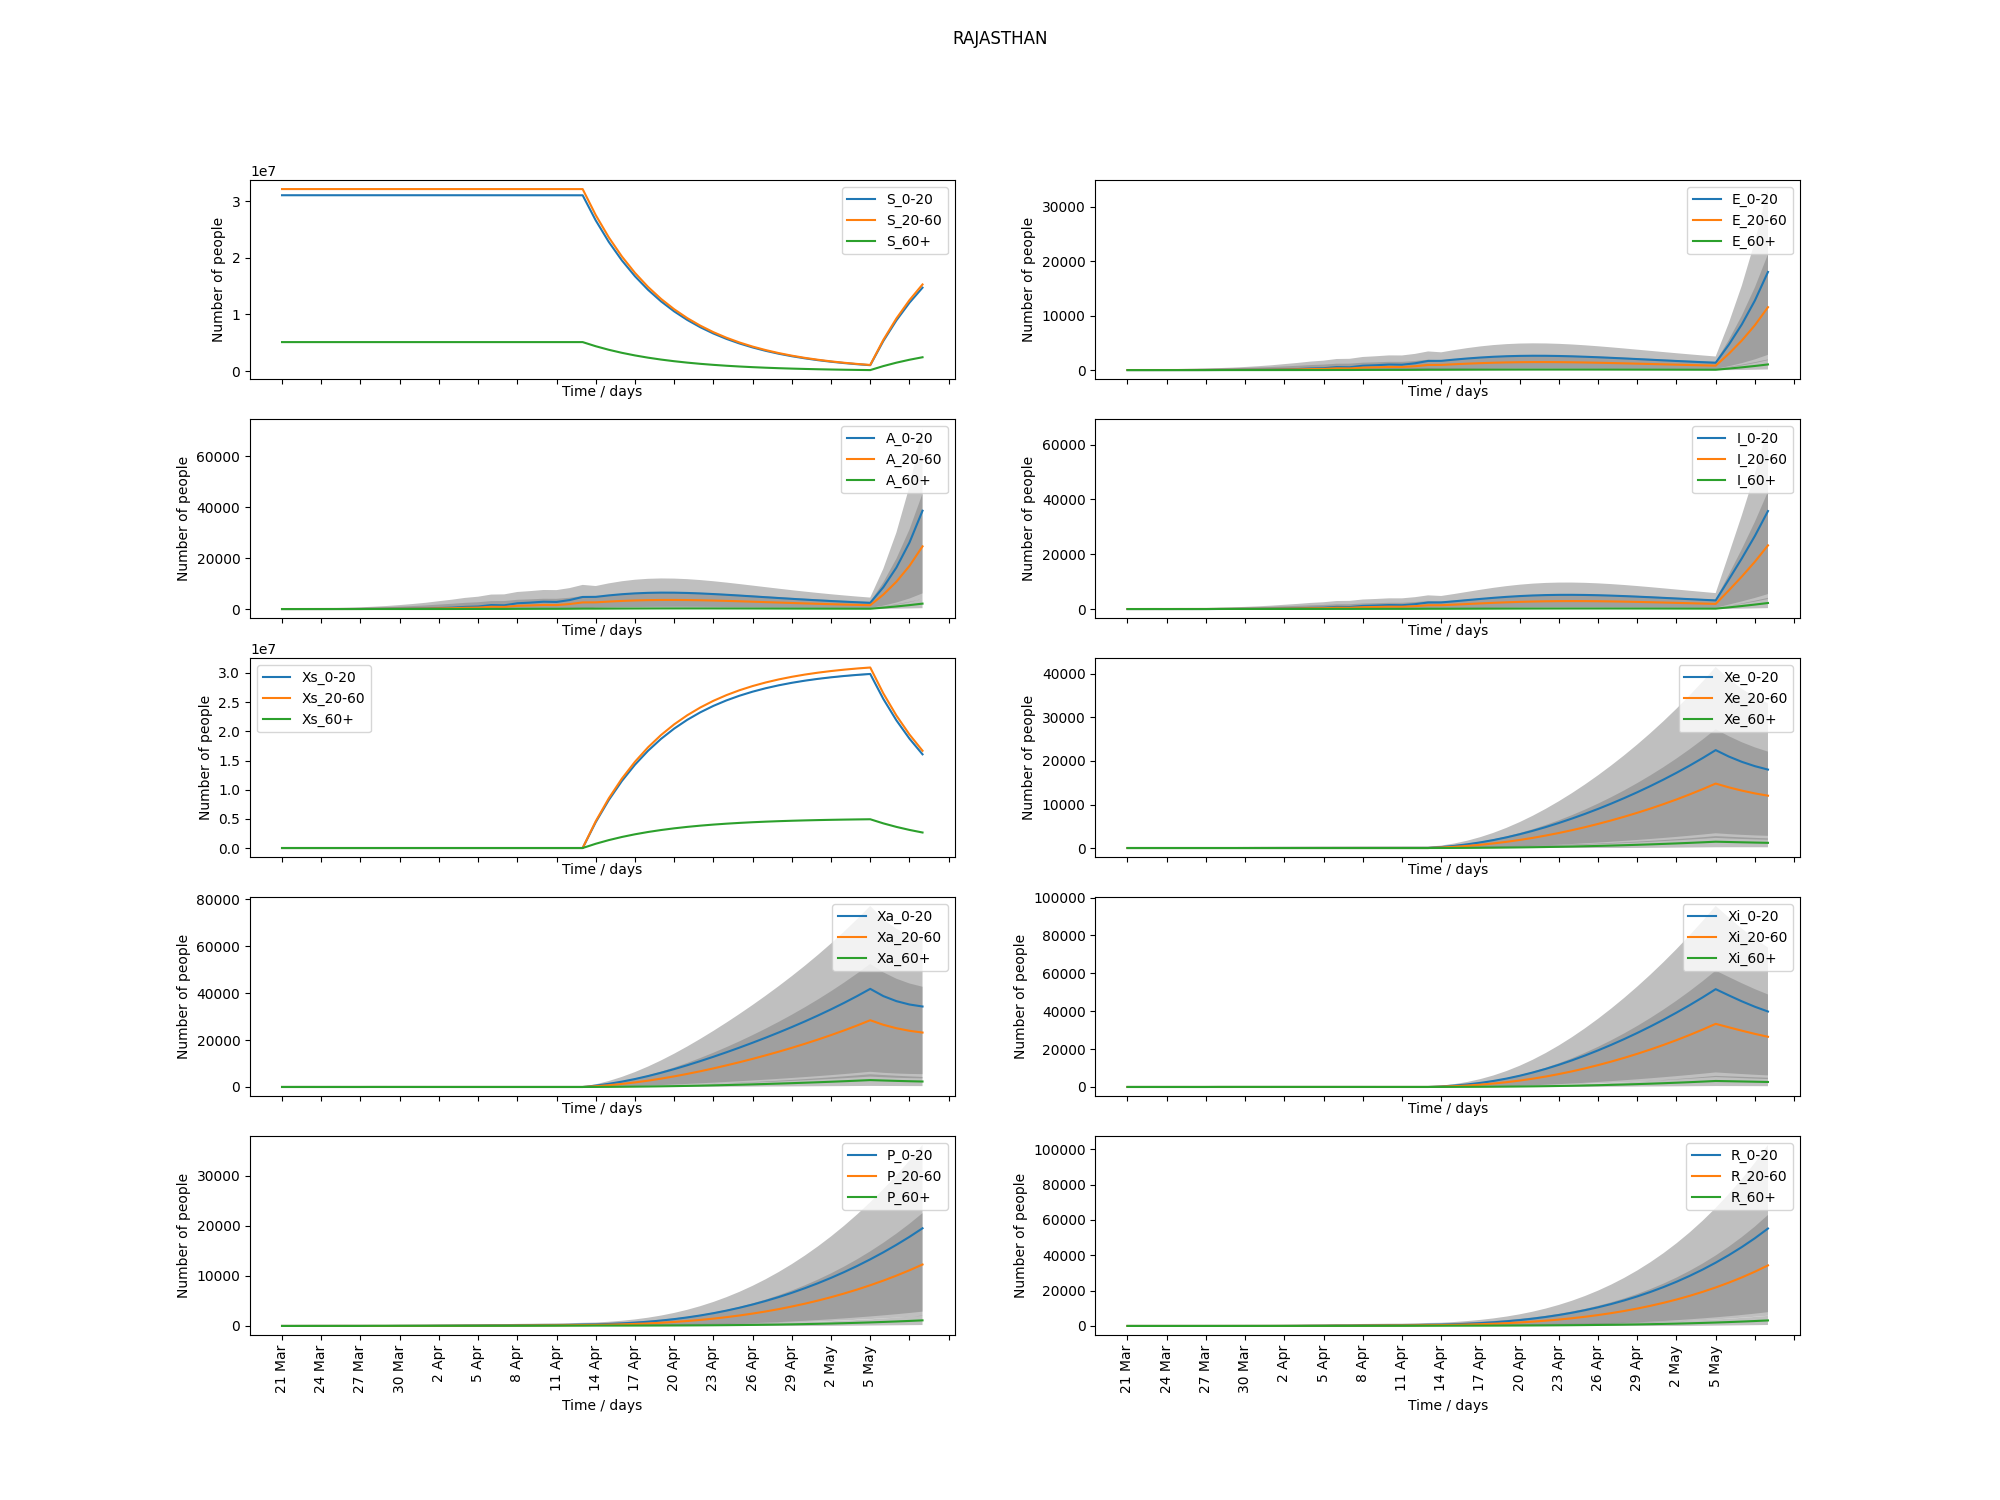 RAJASTHAN
1e7
Number of people
3
2
1
0
S_0-20
S_20-60
S_60+
Time / days
Number of people
30000
20000
10000
0
E_0-20
E_20-60
E_60+
Time / days
Number of people
60000
40000
20000
0
A_0-20
A_20-60
A_60+
Time / days
Number of people
60000
40000
20000
0
I_0-20
I_20-60
I_60+
Time / days
1e7
Number of people
3.0
2.5
2.0
1.5
1.0
0.5
0.0
Xs_0-20
Xs_20-60
Xs_60+
Time / days
Number of people
40000
30000
20000
10000
0
Xe_0-20
Xe_20-60
Xe_60+
Time / days
Number of people
80000
60000
40000
20000
0
Xa_0-20
Xa_20-60
Xa_60+
Time / days
Number of people
100000
80000
60000
40000
20000
0
Xi_0-20
Xi_20-60
Xi_60+
Time / days
Number of people
30000
20000
10000
0
P_0-20
P_20-60
P_60+
21 Mar
24 Mar
27 Mar
30 Mar
2 Apr
5 Apr
8 Apr
11 Apr
14 Apr
17 Apr
20 Apr
23 Apr
26 Apr
29 Apr
2 May
5 May
Time / days
Number of people
100000
80000
60000
40000
20000
0
R_0-20
R_20-60
R_60+
21 Mar
24 Mar
27 Mar
30 Mar
2 Apr
5 Apr
8 Apr
11 Apr
14 Apr
17 Apr
20 Apr
23 Apr
26 Apr
29 Apr
2 May
5 May
Time / days